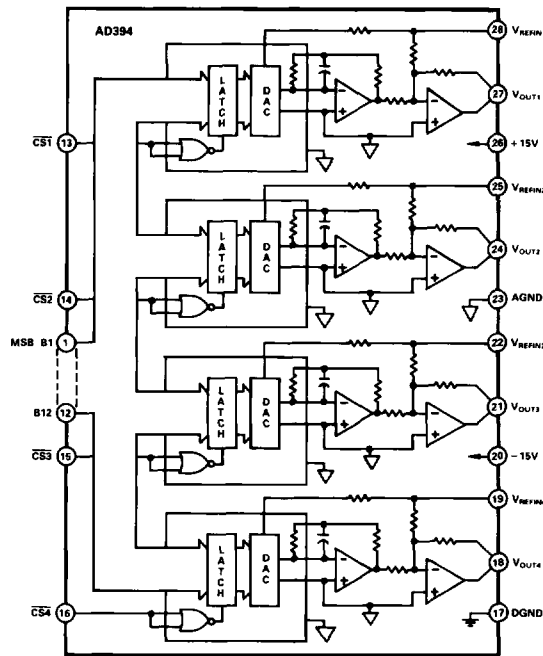 AD394
28 VREFIN
LATCH
DAC
27 VOUT1
CS1 13
26 +15V
25 VREFIN2
LATCH
DAC
24 VOUT2
CS2 14
23 AGND
MSB B1 1
22 VREFIN3
LATCH
DAC
B12 12
21 VOUT3
CS3 15
20 −15V
19 VREFIN4
LATCH
DAC
18 VOUT4
CS4 16
17 DGND